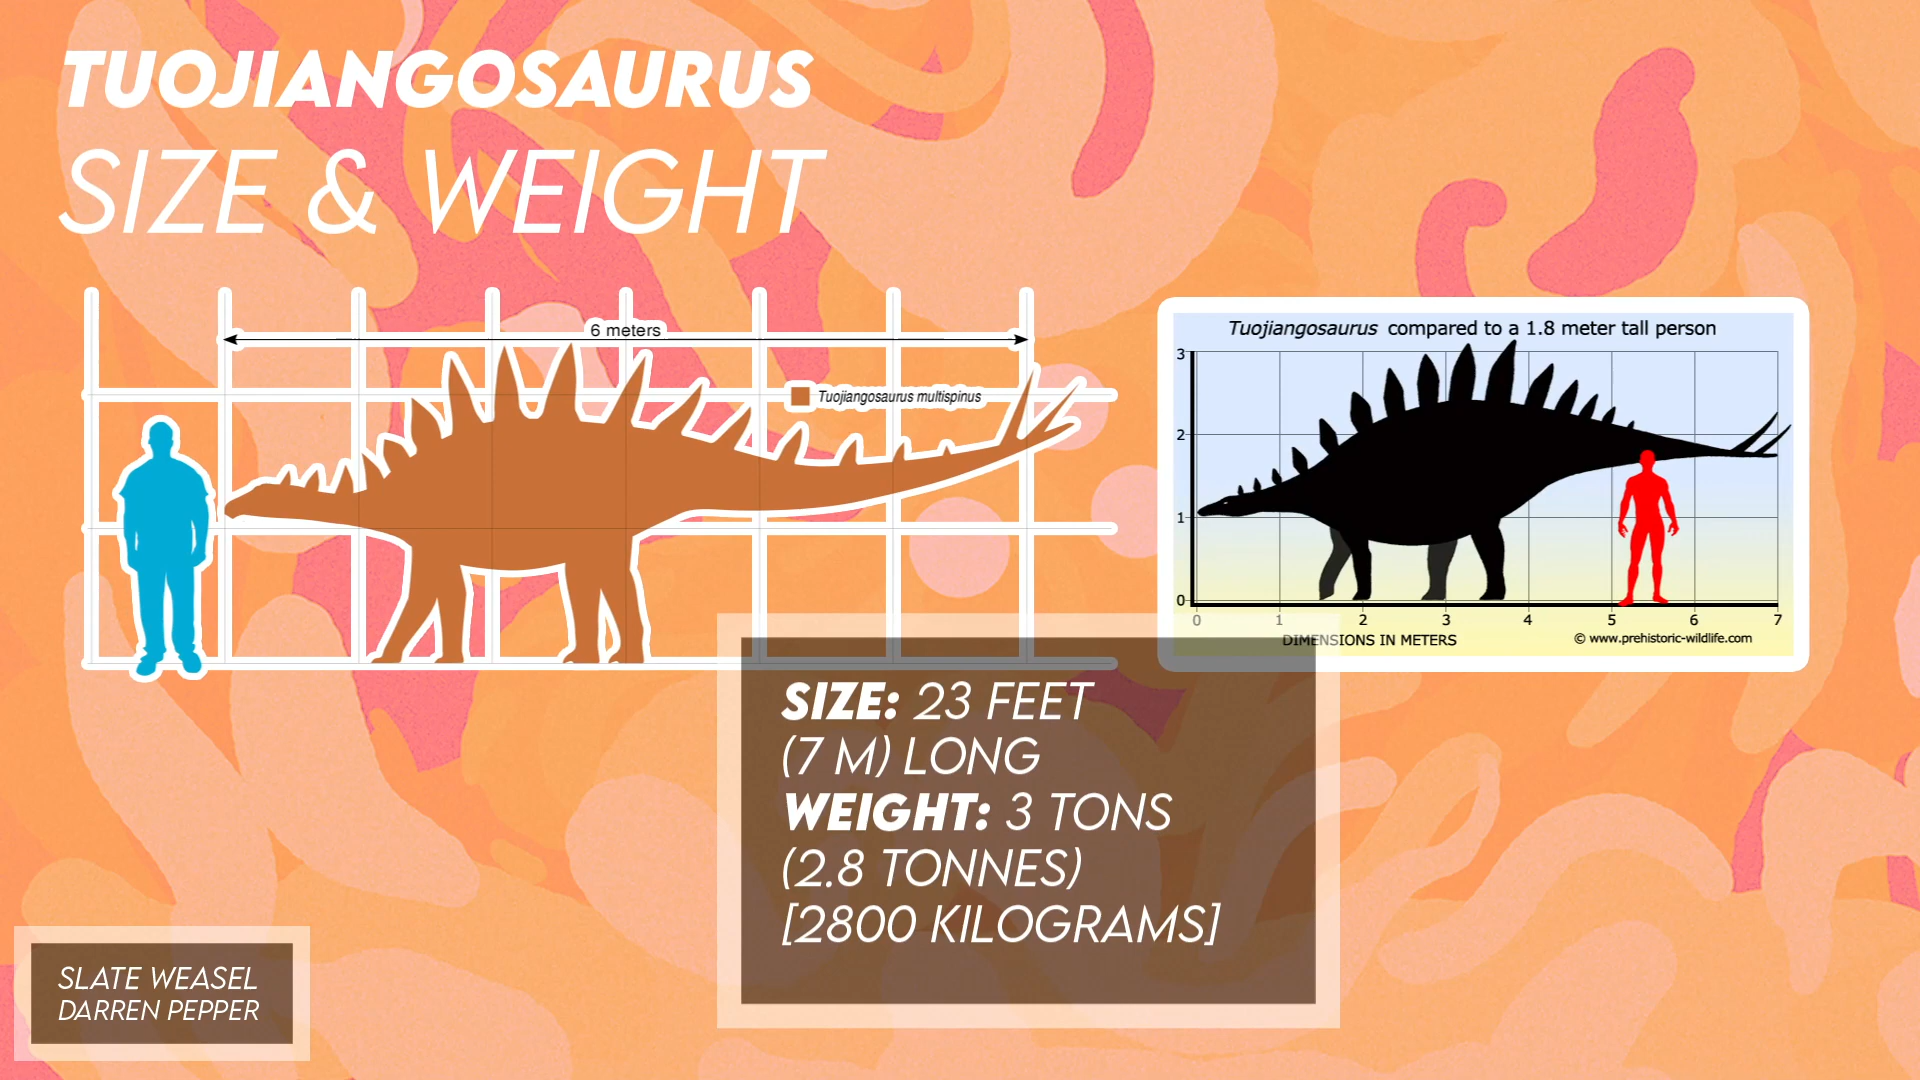 TUOJIANGOSAURUS
SIZE & WEIGHT
6 meters
Tuojiangosaurus multispinus
Tuojiangosaurus compared to a 1.8 meter tall person
3
2
1
0
0 1 2 3 4 5 6 7
DIMENSIONS IN METERS © www.prehistoric-wildlife.com
SIZE: 23 FEET
(7 M) LONG
WEIGHT: 3 TONS
(2.8 TONNES)
[2800 KILOGRAMS]
SLATE WEASEL
DARREN PEPPER